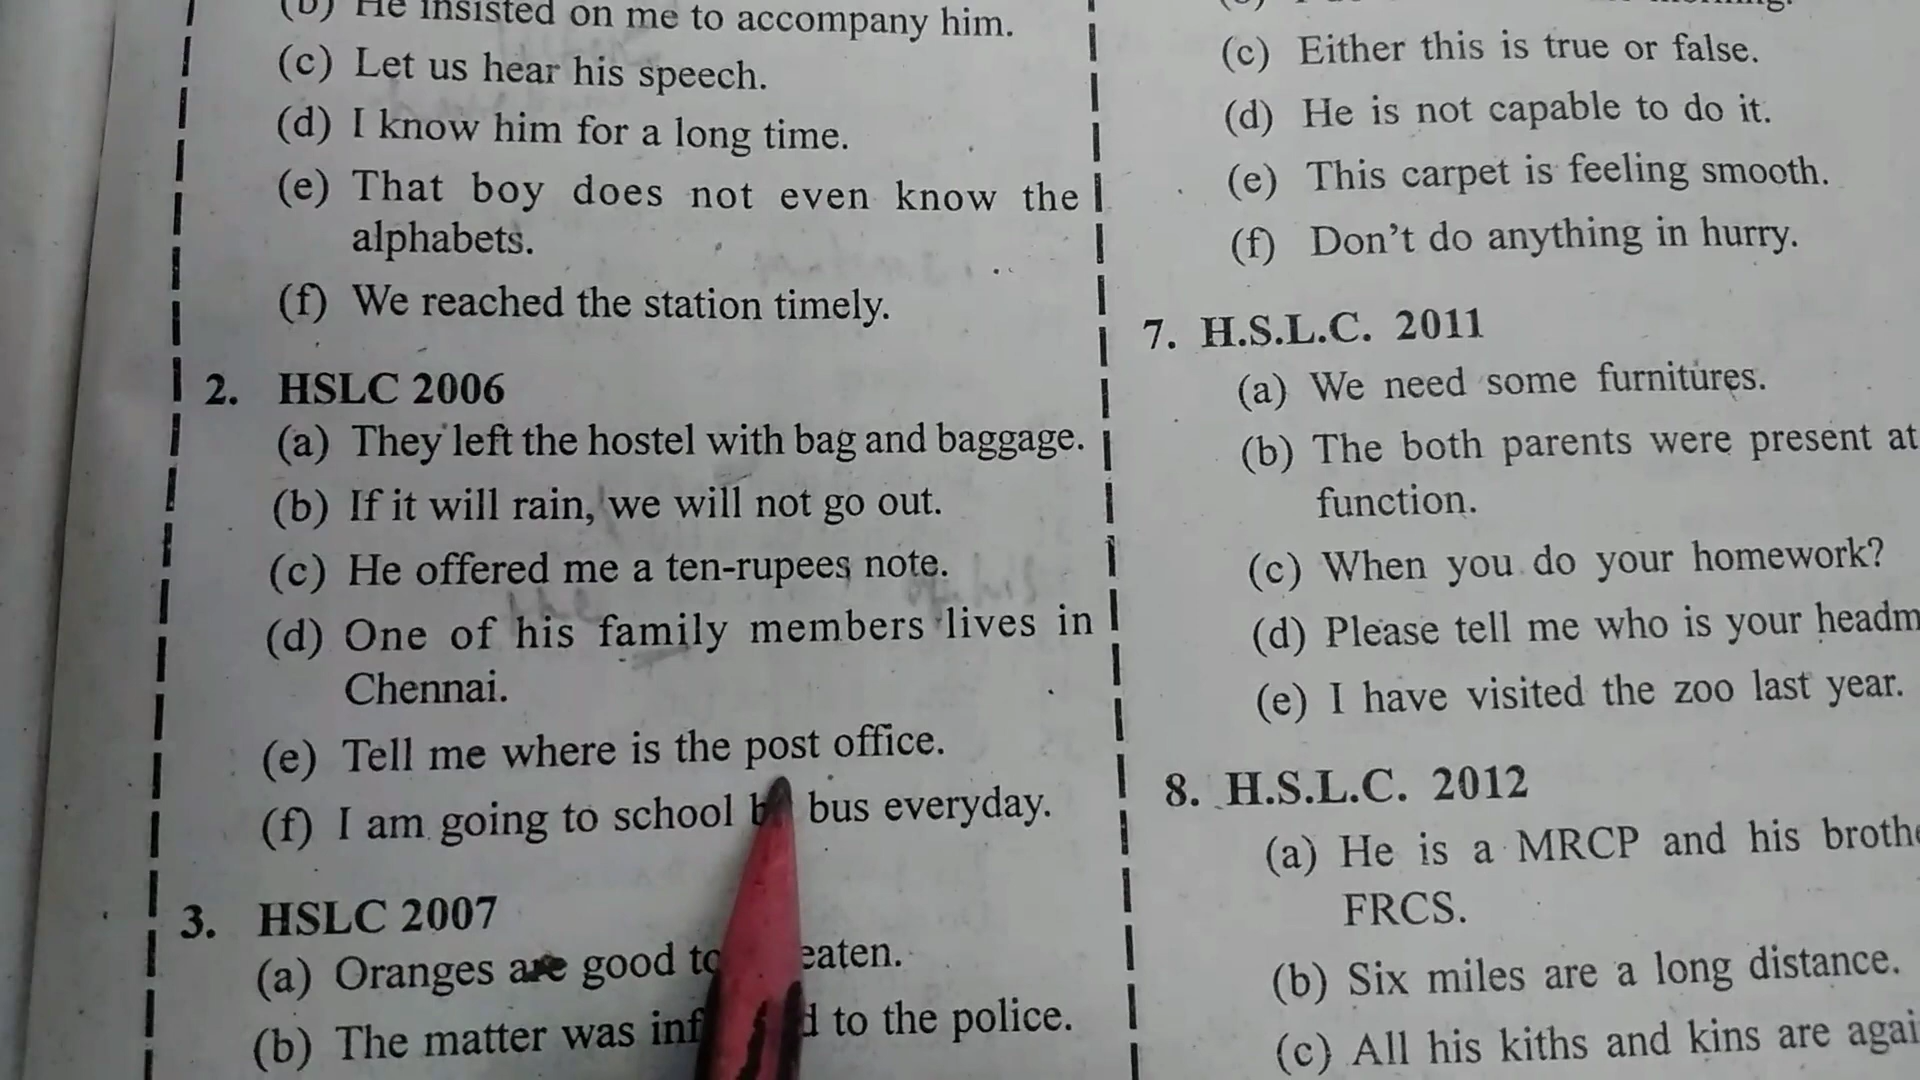 (b) He insisted on me to accompany him.
(c) Let us hear his speech.
(d) I know him for a long time.
(e) That boy does not even know the
alphabets.
(f) We reached the station timely.
2. HSLC 2006
(a) They left the hostel with bag and baggage.
(b) If it will rain, we will not go out.
(c) He offered me a ten-rupees note.
(d) One of his family members lives in
Chennai.
(e) Tell me where is the post office.
(f) I am going to school bus everyday.
3. HSLC 2007
(a) Oranges are good eaten.
(b) The matter was to the police.
(c) Either this is true or false.
(d) He is not capable to do it.
(e) This carpet is feeling smooth.
(f) Don't do anything in hurry.
7. H.S.L.C. 2011
(a) We need some furnitures.
(b) The both parents were present at
function.
(c) When you do your homework?
(d) Please tell me who is your
(e) I have visited the zoo last year.
8. H.S.L.C. 2012
(a) He is a MRCP and his
FRCS.
(b) Six miles are a long distance.
(c) All his kiths and kins are